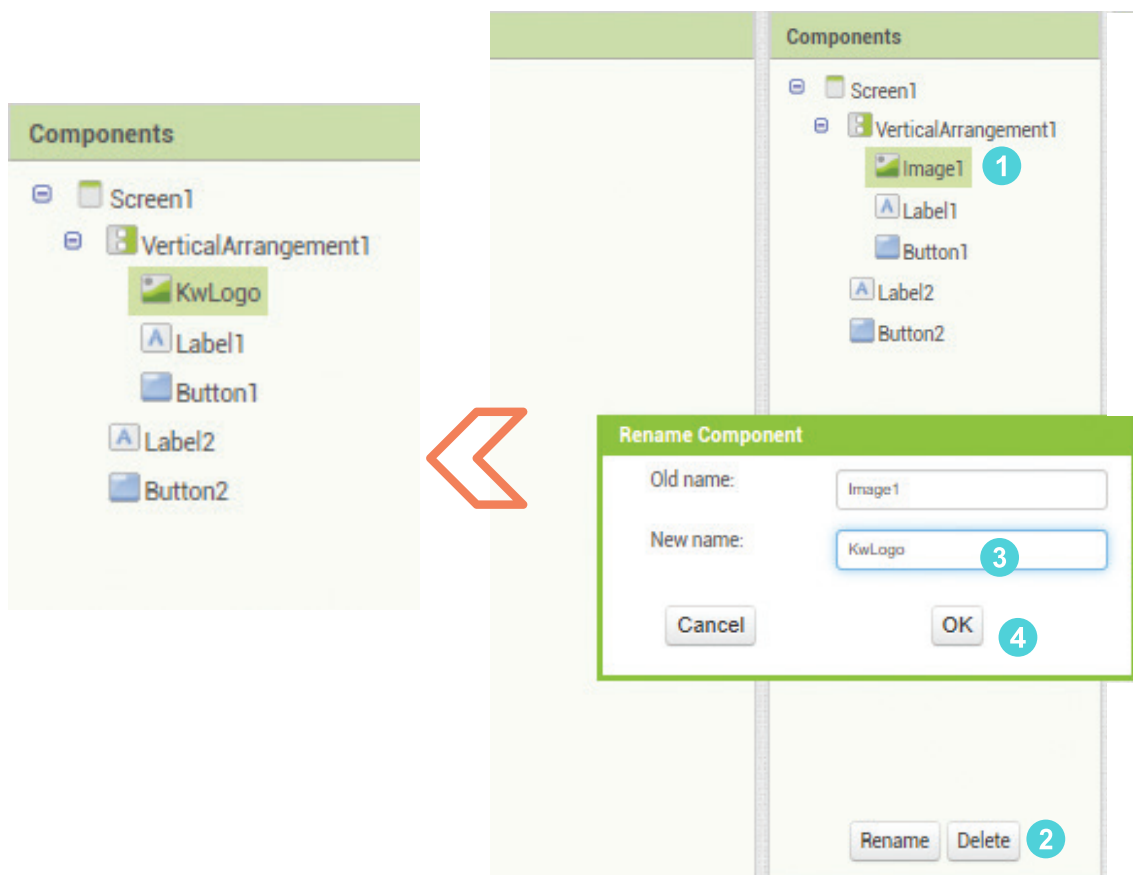 Components
Screen1
VerticalArrangement1
KwLogo
Label1
Button1
Label2
Button2
Components
Screen1
VerticalArrangement1
Image1 1
Label1
Button1
Label2
Button2
Rename Component
Old name: Image1
New name: KwLogo 3
Cancel OK 4
Rename Delete 2